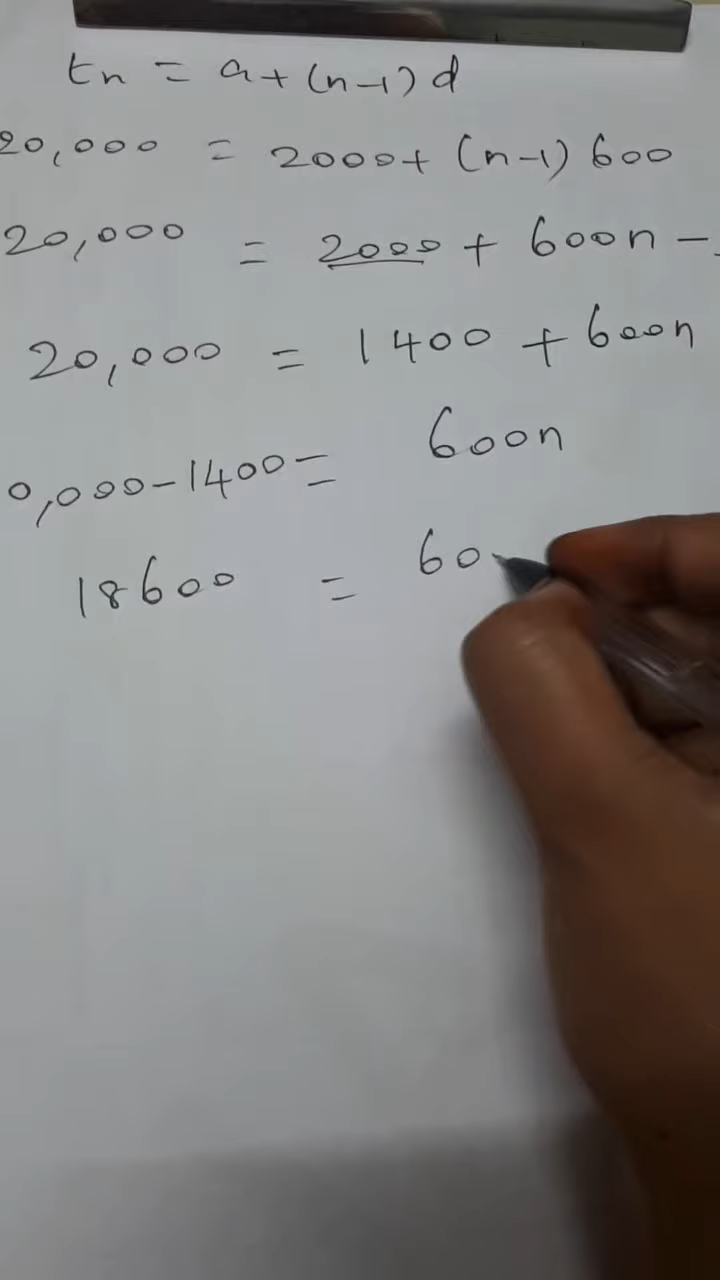 tn = a + (n-1) d
20,000 = 2000 + (n-1) 600
20,000 = 2000 + 600n -
20,000 = 1400 + 600n
0,000 - 1400 = 600n
18600 = 60